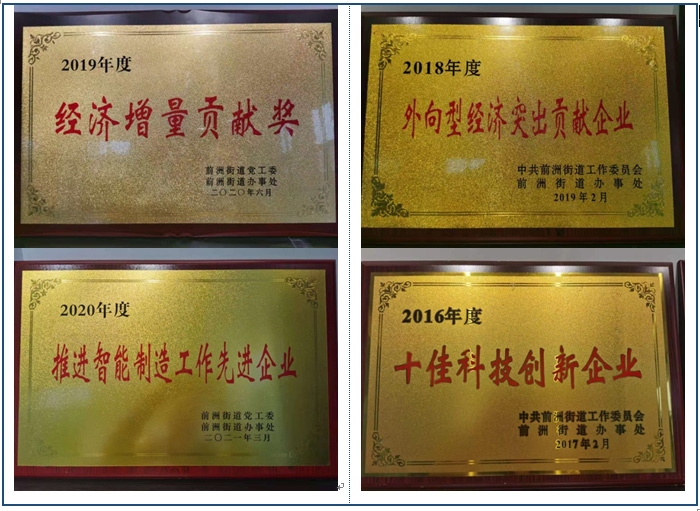 2019年度
经济增量贡献奖
前洲街道党工委
前洲街道办事处
二〇二〇年六月
2018年度
外向型经济突出贡献企业
中共前洲街道工作委员会
前洲街道办事处
2019年2月
2020年度
推进智能制造工作先进企业
前洲街道党工委
前洲街道办事处
二〇二一年三月
2016年度
十佳科技创新企业
中共前洲街道工作委员会
前洲街道办事处
2017年2月